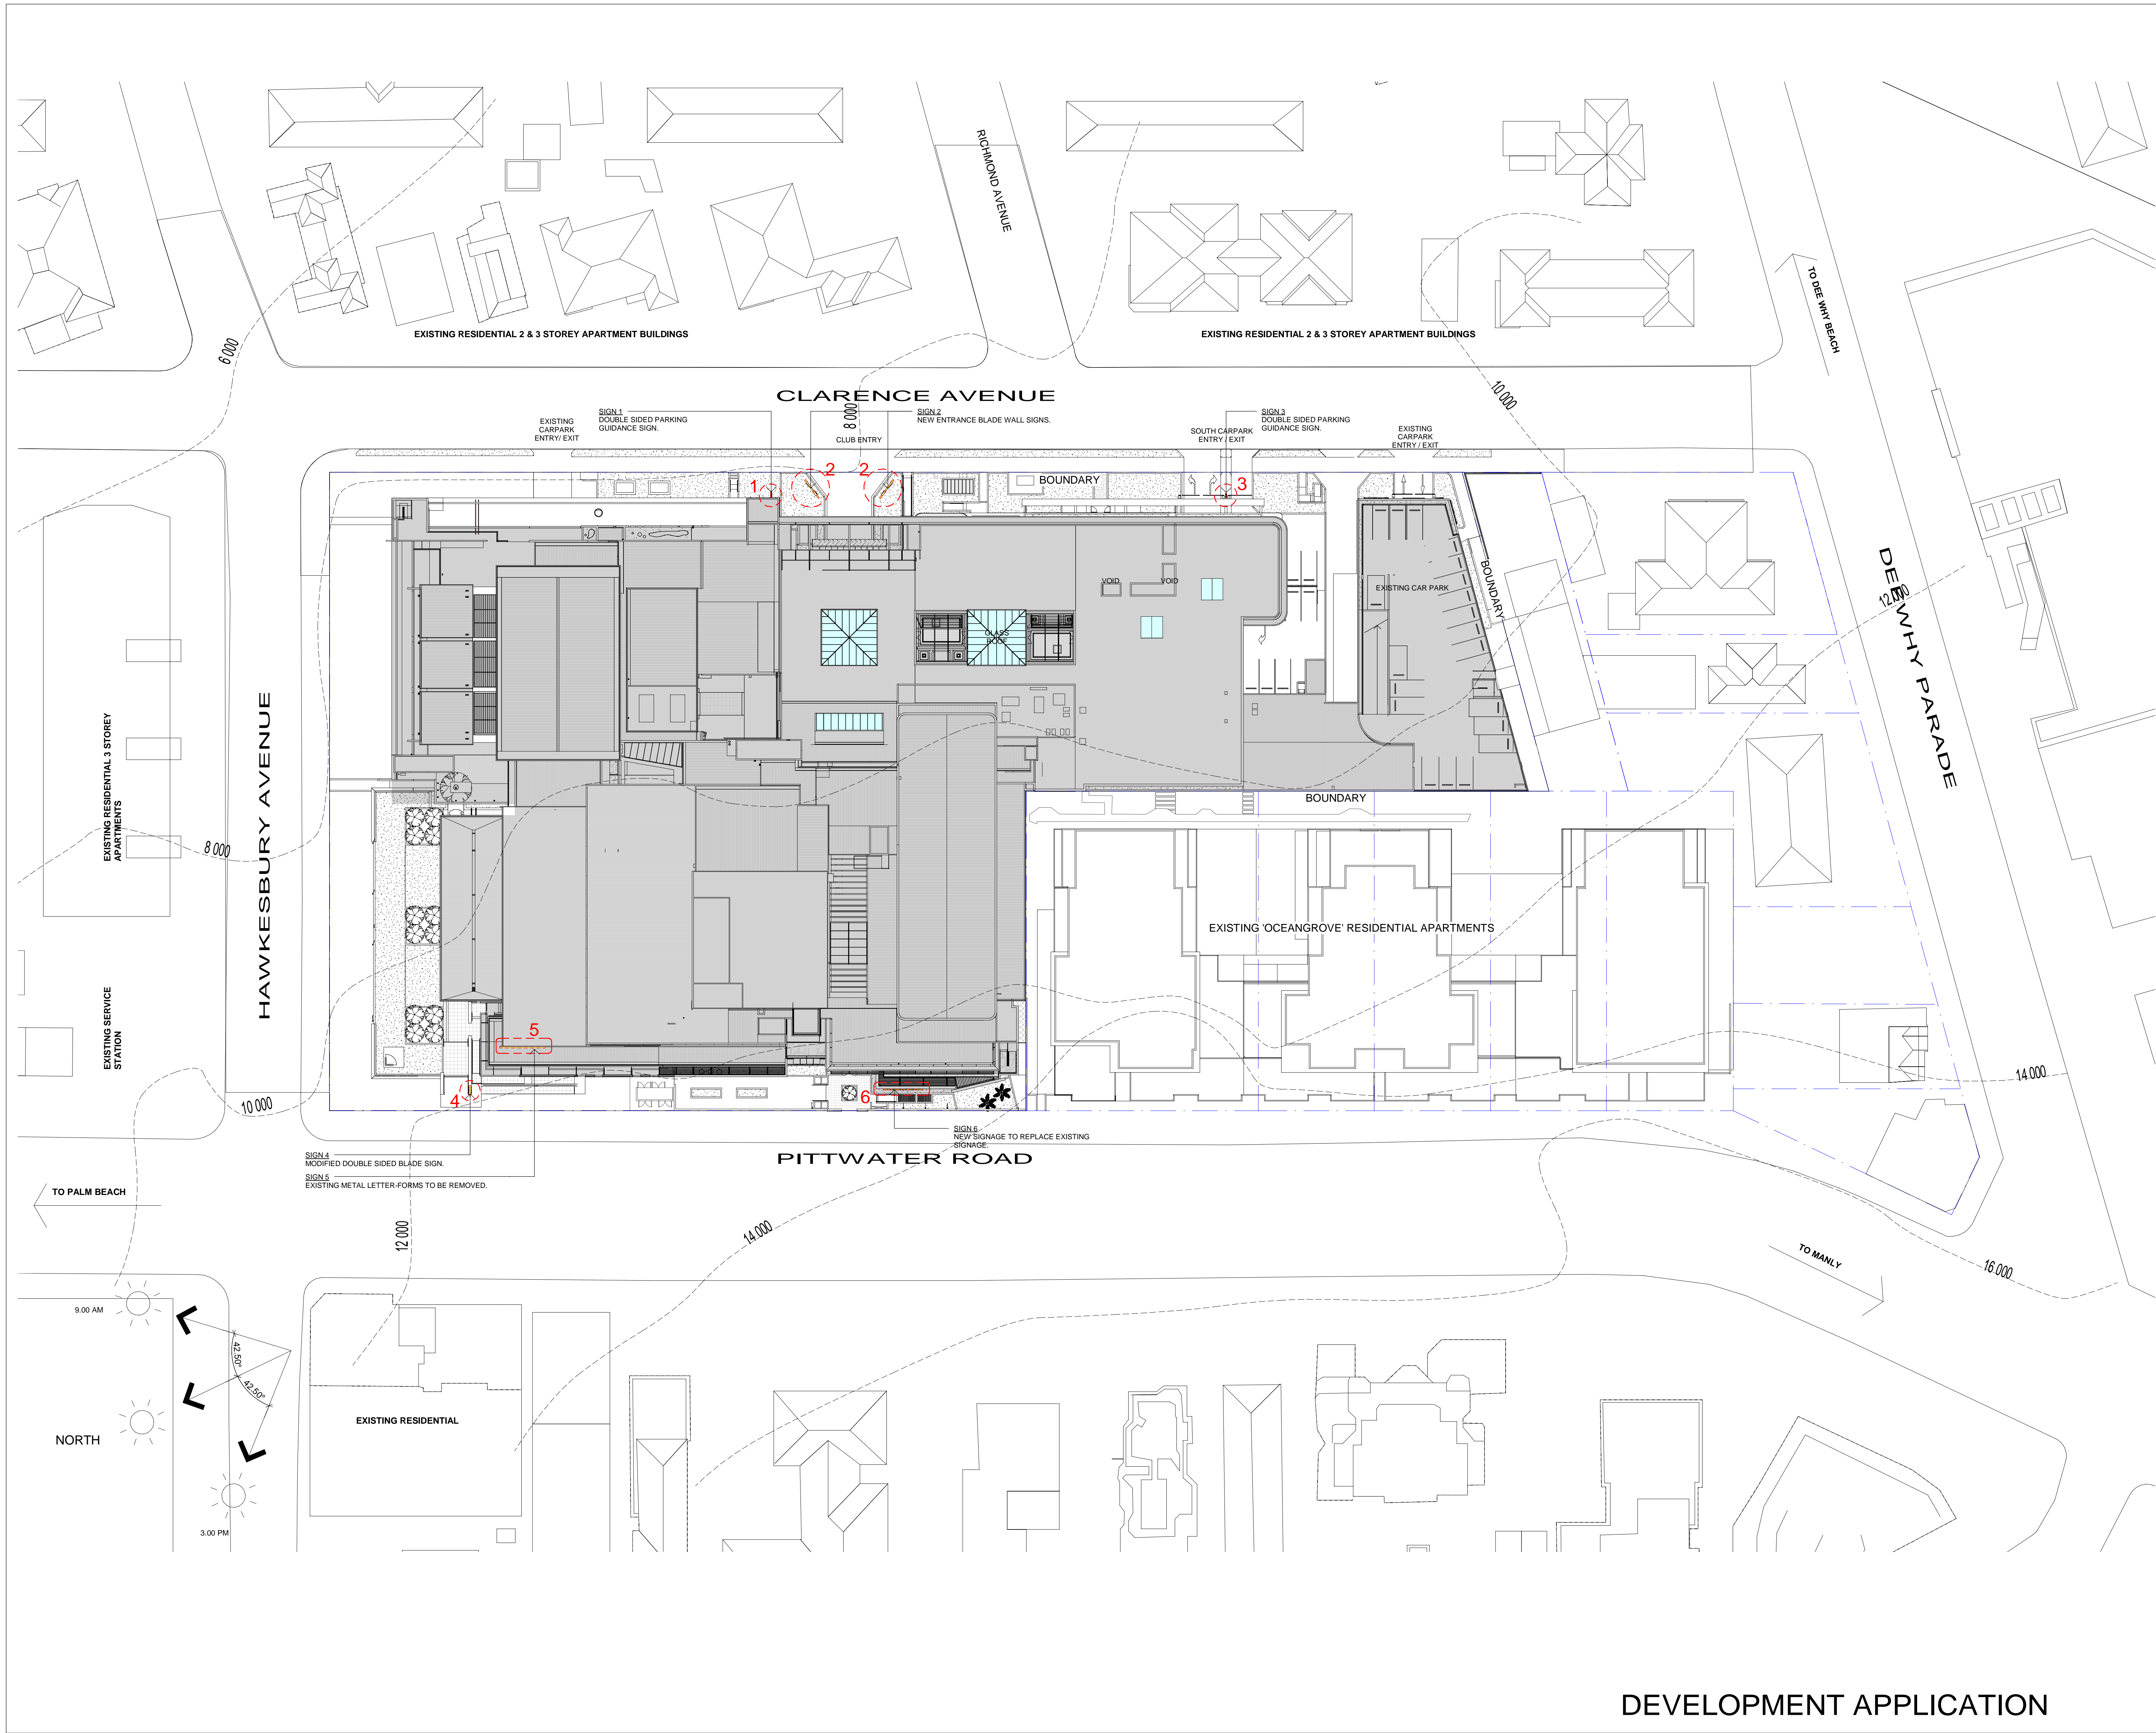 RICHMOND AVENUE
TO DEE WHY BEACH
EXISTING RESIDENTIAL 2 & 3 STOREY APARTMENT BUILDINGS
EXISTING RESIDENTIAL 2 & 3 STOREY APARTMENT BUILDINGS
6 000
CLARENCE AVENUE
8 000
10 000
EXISTING
CARPARK
ENTRY/ EXIT
SIGN 1
DOUBLE SIDED PARKING
GUIDANCE SIGN.
CLUB ENTRY
SIGN 2
NEW ENTRANCE BLADE WALL SIGNS.
SOUTH CARPARK
ENTRY / EXIT
SIGN 3
DOUBLE SIDED PARKING
GUIDANCE SIGN.
EXISTING
CARPARK
ENTRY / EXIT
1
2
2
3
BOUNDARY
VOID
VOID
EXISTING CAR PARK
BOUNDARY
GLASS
ROOF
DEEWHY PARADE
EXISTING RESIDENTIAL 3 STOREY
APARTMENTS
HAWKESBURY AVENUE
8 000
BOUNDARY
EXISTING 'OCEANGROVE' RESIDENTIAL APARTMENTS
EXISTING SERVICE
STATION
5
4
6
10 000
14 000
SIGN 6
NEW SIGNAGE TO REPLACE EXISTING
SIGNAGE.
SIGN 4
MODIFIED DOUBLE SIDED BLADE SIGN.
SIGN 5
EXISTING METAL LETTER-FORMS TO BE REMOVED.
PITTWATER ROAD
TO PALM BEACH
12 000
14 000
TO MANLY
16 000
9.00 AM
42.50°
42.50°
NORTH
3.00 PM
EXISTING RESIDENTIAL
DEVELOPMENT APPLICATION